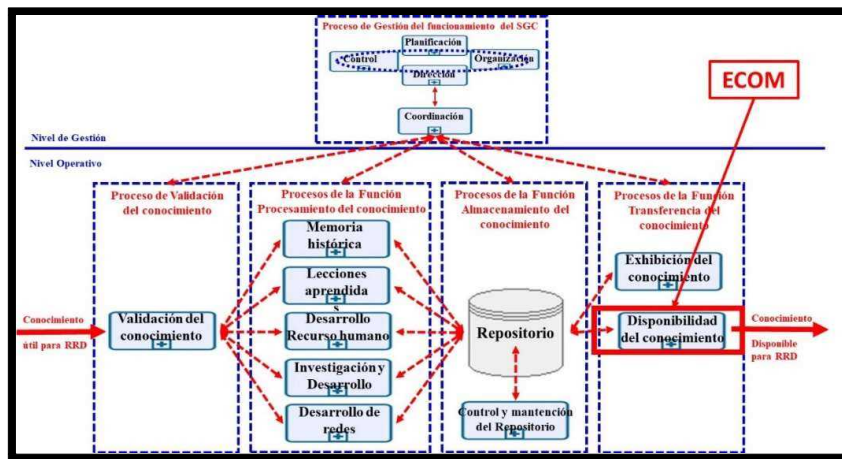 Proceso de Gestión del funcionamiento del SGC
Planificación
Control
Organización
Dirección
Coordinación
ECOM
Nivel de Gestión
Nivel Operativo
Proceso de Validación
del conocimiento
Procesos de la Función
Procesamiento del conocimiento
Procesos de la Función
Almacenamiento del
conocimiento
Procesos de la Función
Transferencia del
conocimiento
Memoria
histórica
Lecciones
aprendida
s
Desarrollo
Recurso humano
Investigación y
Desarrollo
Desarrollo de
redes
Conocimiento
útil para RRD
Validación del
conocimiento
Repositorio
Control y mantención
del Repositorio
Exhibición del
conocimiento
Disponibilidad
del conocimiento
Conocimiento
Disponible
para RRD